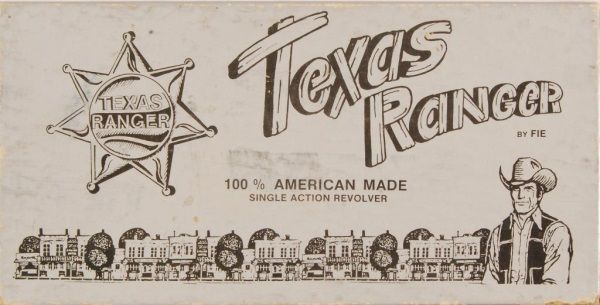 TEXAS
RANGER
Texas
Ranger
BY FIE
100 % AMERICAN MADE
SINGLE ACTION REVOLVER